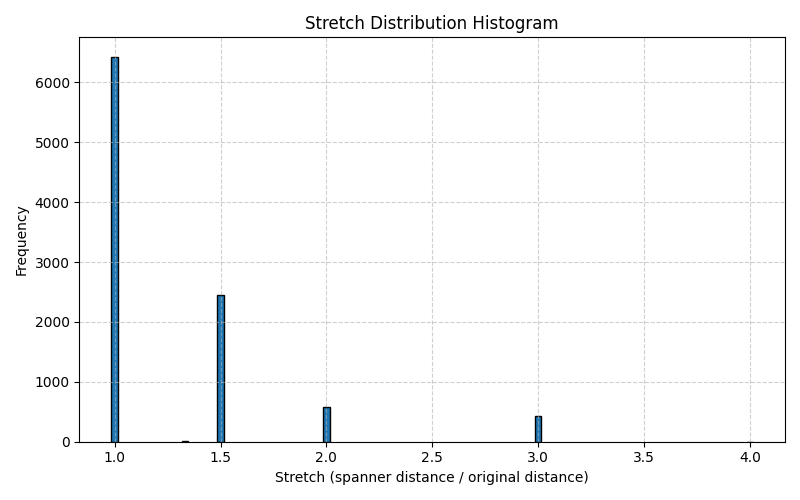 Stretch Distribution Histogram
Frequency
6000
5000
4000
3000
2000
1000
0
1.0 1.5 2.0 2.5 3.0 3.5 4.0
Stretch (spanner distance / original distance)